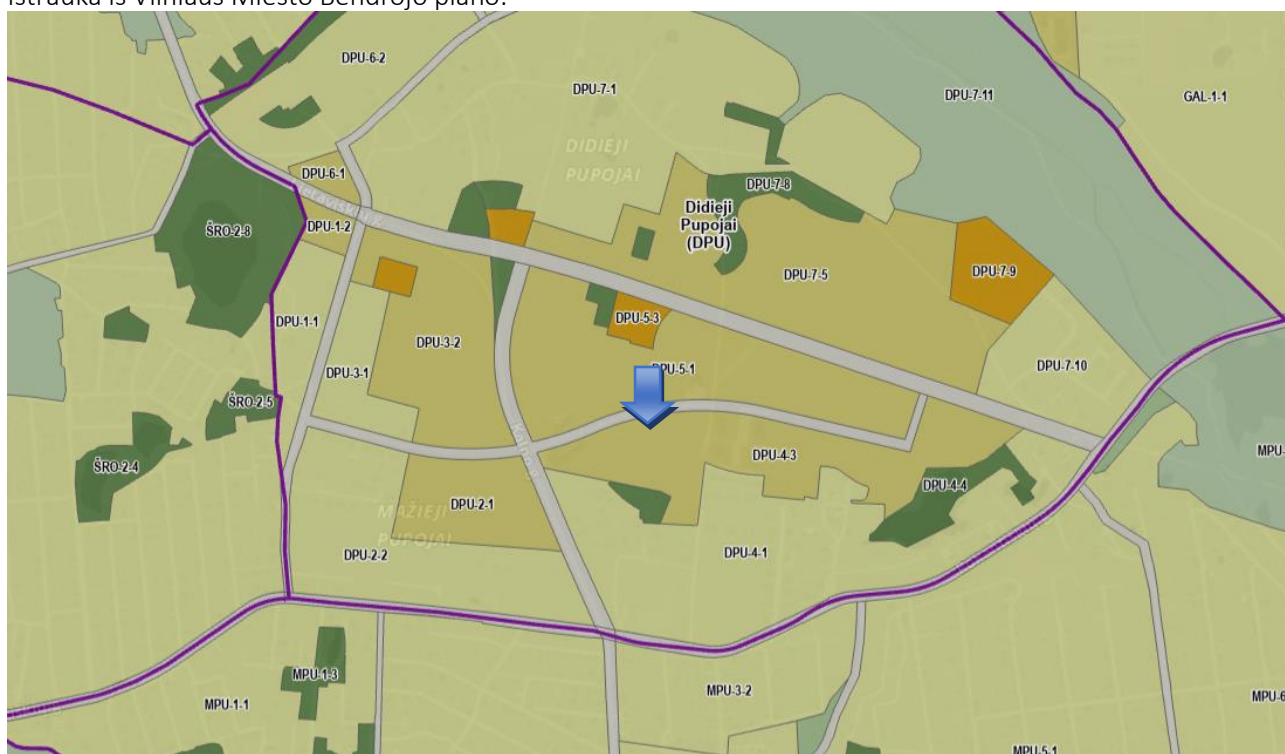 Ištrauka iš Vilniaus Miesto Bendrojo plano:
DPU-6-2
DPU-7-1
DPU-7-11
GAL-1-1
DIDIEJI
PUPOJAI
DPU-6-1
DPU-7-8
DPU-1-2
ŠRO-2-8
Didieji
Pupojai
(DPU)
DPU-7-5
DPU-7-9
DPU-5-3
DPU-1-1
DPU-3-2
DPU-3-1
DPU-5-1
DPU-7-10
ŠRO-2-5
Kalno g.
ŠRO-2-4
DPU-4-3
MPU-
DPU-4-4
DPU-2-1
MAŽIEJI
PUPOJAI
DPU-2-2
DPU-4-1
MPU-1-3
MPU-3-2
MPU-1-1
MPU-6
MPU-5-1